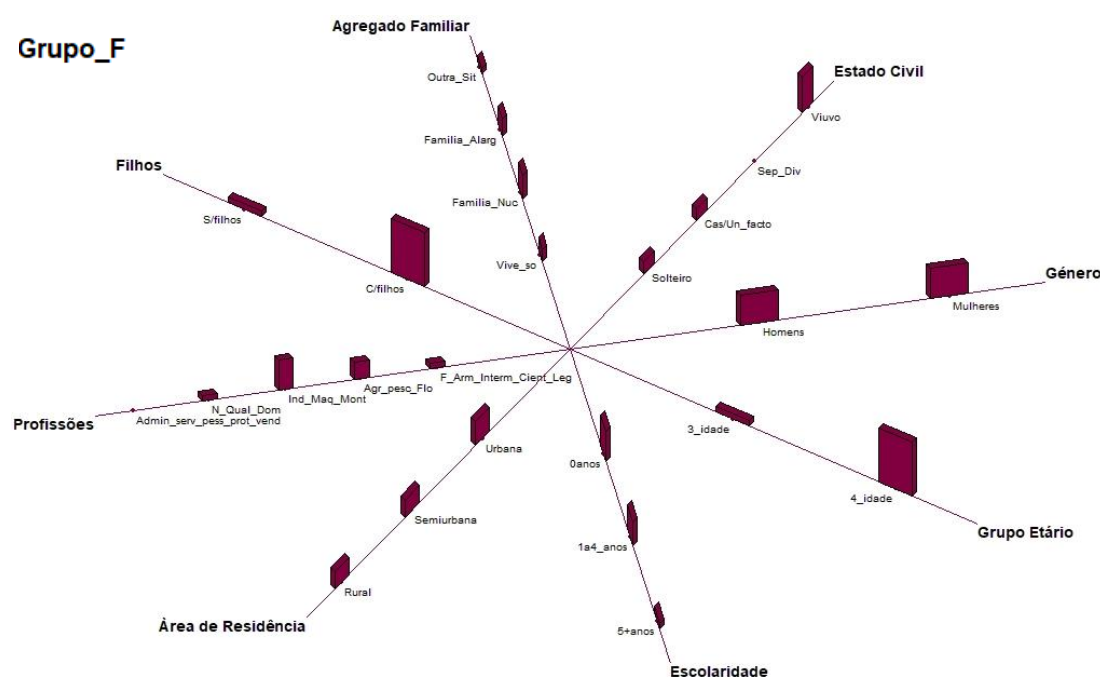 Grupo_F
Agregado Familiar
Outra_Sit
Familia_Alarg
Familia_Nuc
Vive_so
Estado Civil
Viuvo
Sep_Div
Cas/Un_facto
Solteiro
Filhos
S/filhos
C/filhos
Género
Mulheres
Homens
F_Arm_Interm_Cient_Leg
Agr_pesc_Flo
Ind_Maq_Mont
N_Qual_Dom
Admin_serv_pess_prot_vend
Profissões
Urbana
Semiurbana
Rural
Área de Residência
0anos
1a4_anos
5+anos
Escolaridade
3_idade
4_idade
Grupo Etário